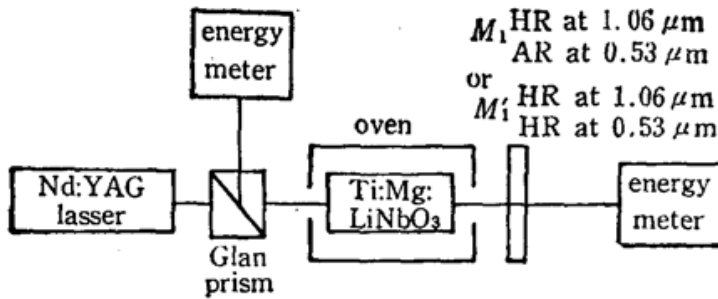 energy
meter
M₁ HR at 1.06 μm
AR at 0.53 μm
or
M₁′ HR at 1.06 μm
HR at 0.53 μm
oven
Nd:YAG
lasser
Ti:Mg:
LiNbO₃
energy
meter
Glan
prism